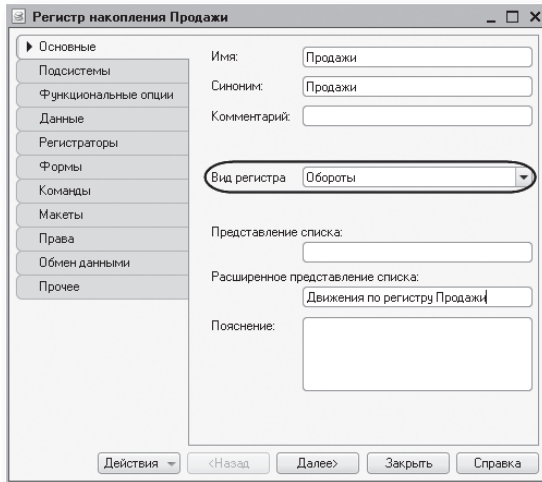 Регистр накопления Продажи
Основные
Подсистемы
Функциональные опции
Данные
Регистраторы
Формы
Команды
Макеты
Права
Обмен данными
Прочее
Имя: Продажи
Синоним: Продажи
Комментарий:
Вид регистра Обороты
Представление списка:
Расширенное представление списка:
Движения по регистру Продажи
Пояснение:
Действия <Назад Далее> Закрыть Справка